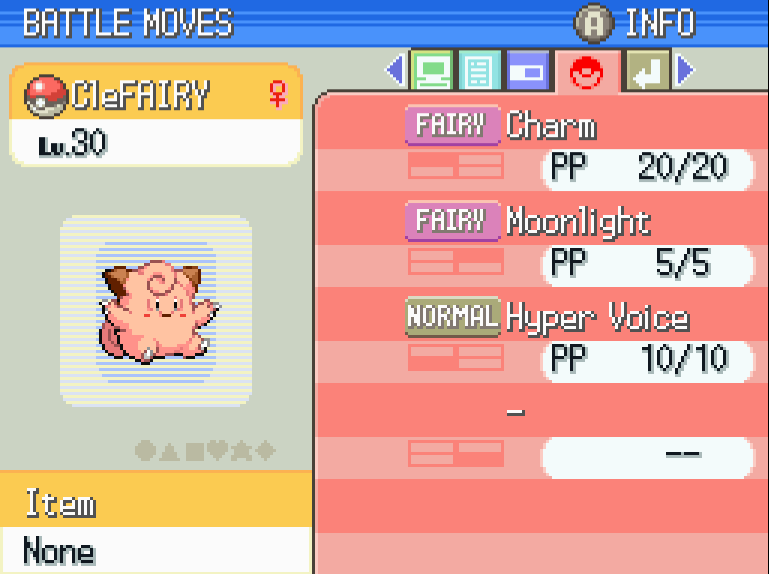 BATTLE MOVES
A INFO
CleFAIRY ♀
Lv.30
FAIRY Charm
PP 20/20
FAIRY Moonlight
PP 5/5
NORMAL Hyper Voice
PP 10/10
–
--
Item
None